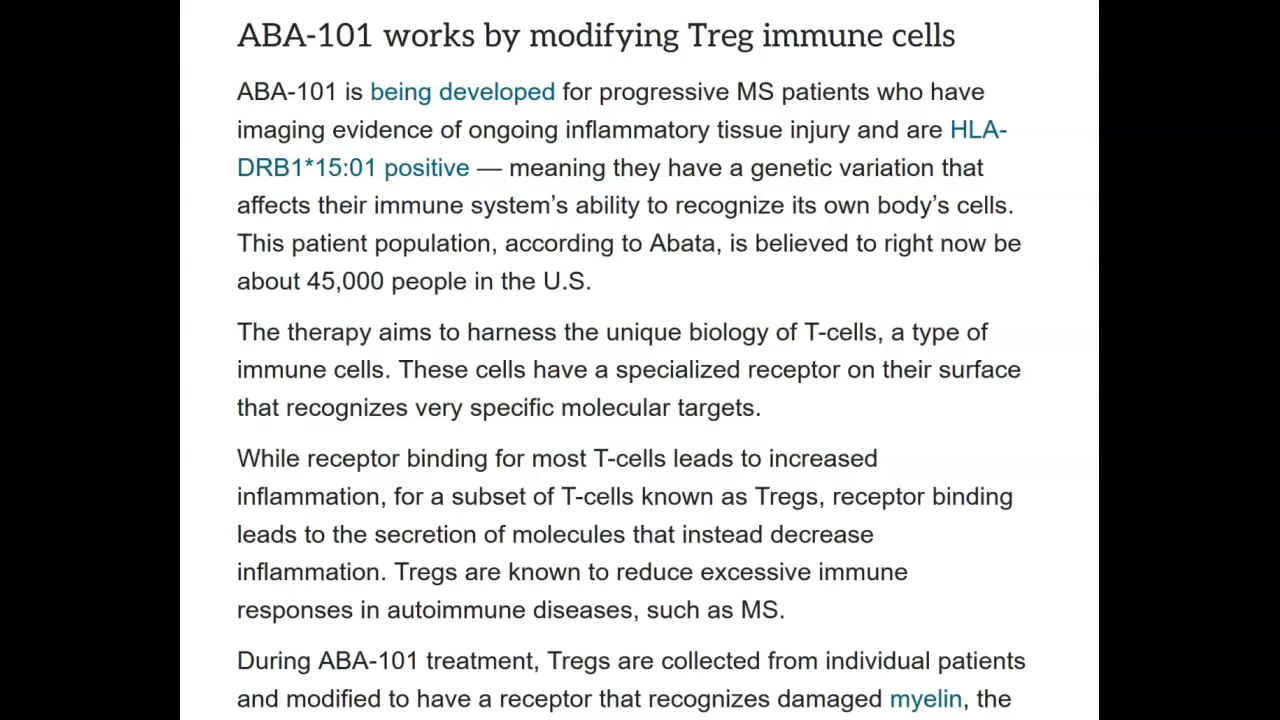 ABA-101 works by modifying Treg immune cells
ABA-101 is being developed for progressive MS patients who have
imaging evidence of ongoing inflammatory tissue injury and are HLA-
DRB1*15:01 positive — meaning they have a genetic variation that
affects their immune system’s ability to recognize its own body’s cells.
This patient population, according to Abata, is believed to right now be
about 45,000 people in the U.S.
The therapy aims to harness the unique biology of T-cells, a type of
immune cells. These cells have a specialized receptor on their surface
that recognizes very specific molecular targets.
While receptor binding for most T-cells leads to increased
inflammation, for a subset of T-cells known as Tregs, receptor binding
leads to the secretion of molecules that instead decrease
inflammation. Tregs are known to reduce excessive immune
responses in autoimmune diseases, such as MS.
During ABA-101 treatment, Tregs are collected from individual patients
and modified to have a receptor that recognizes damaged myelin, the